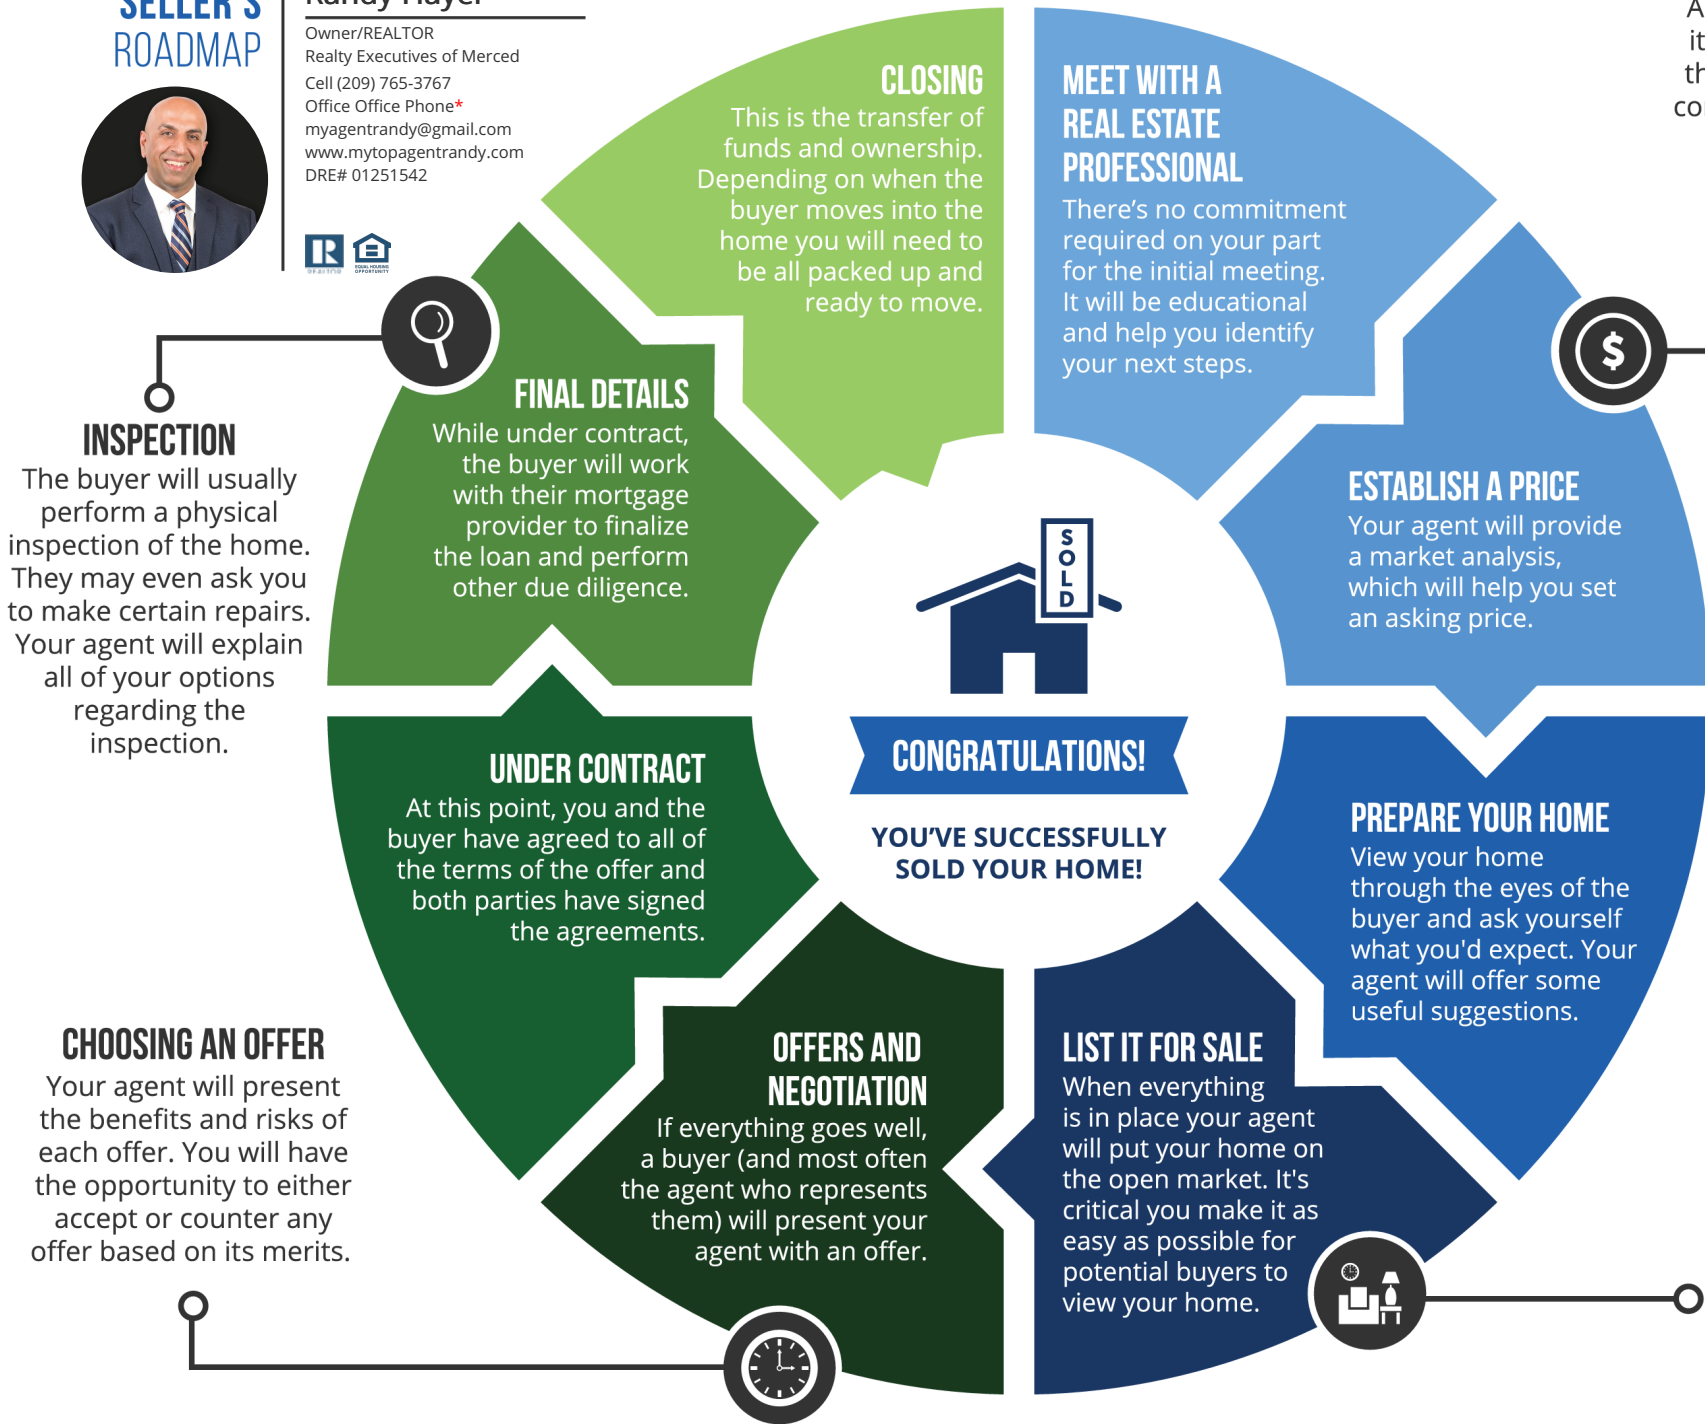 SELLER'S
ROADMAP
Randy Hayer
Owner/REALTOR
Realty Executives of Merced
Cell (209) 765-3767
Office Office Phone*
myagentrandy@gmail.com
www.mytopagentrandy.com
DRE# 01251542
REALTOR
EQUAL HOUSING
OPPORTUNITY
CLOSING
This is the transfer of
funds and ownership.
Depending on when the
buyer moves into the
home you will need to
be all packed up and
ready to move.
MEET WITH A
REAL ESTATE
PROFESSIONAL
There's no commitment
required on your part
for the initial meeting.
It will be educational
and help you identify
your next steps.
$
ESTABLISH A PRICE
Your agent will provide
a market analysis,
which will help you set
an asking price.
PREPARE YOUR HOME
View your home
through the eyes of the
buyer and ask yourself
what you'd expect. Your
agent will offer some
useful suggestions.
LIST IT FOR SALE
When everything
is in place your agent
will put your home on
the open market. It's
critical you make it as
easy as possible for
potential buyers to
view your home.
OFFERS AND
NEGOTIATION
If everything goes well,
a buyer (and most often
the agent who represents
them) will present your
agent with an offer.
CHOOSING AN OFFER
Your agent will present
the benefits and risks of
each offer. You will have
the opportunity to either
accept or counter any
offer based on its merits.
UNDER CONTRACT
At this point, you and the
buyer have agreed to all of
the terms of the offer and
both parties have signed
the agreements.
FINAL DETAILS
While under contract,
the buyer will work
with their mortgage
provider to finalize
the loan and perform
other due diligence.
INSPECTION
The buyer will usually
perform a physical
inspection of the home.
They may even ask you
to make certain repairs.
Your agent will explain
all of your options
regarding the
inspection.
SOLD
CONGRATULATIONS!
YOU'VE SUCCESSFULLY
SOLD YOUR HOME!